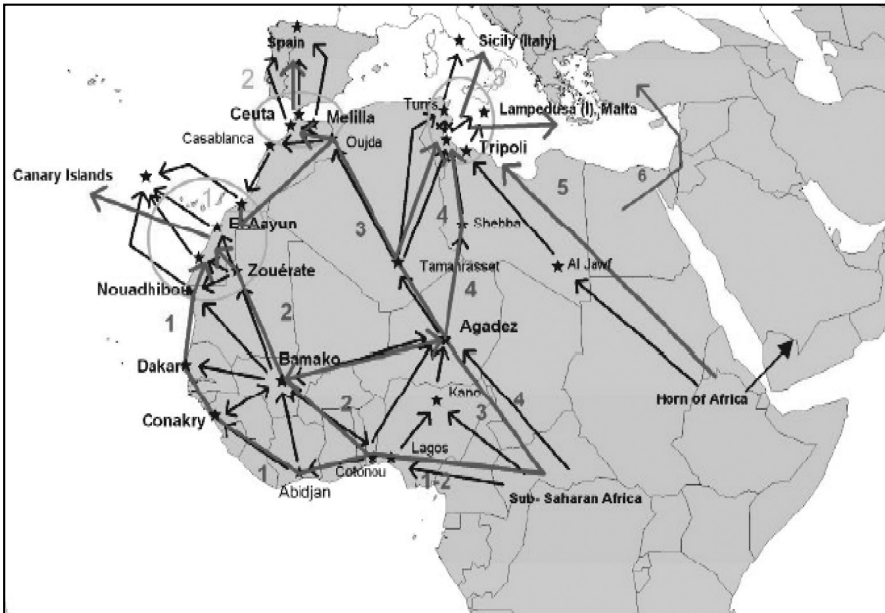 Spain
Sicily (Italy)
2
3
Tunis
Lampedusa (I), Malta
Ceuta
Melilla
Casablanca
Oujda
Tripoli
Canary Islands
1
5
6
El-Aayun
3
4
Shebba
Zouérate
Tamanrasset
Al Jawf
Nouadhibou
4
1
2
Agadez
Dakar
Bamako
Horn of Africa
Kano
4
2
3
Conakry
Lagos
1
Cotonou
1-2
Abidjan
Sub- Saharan Africa